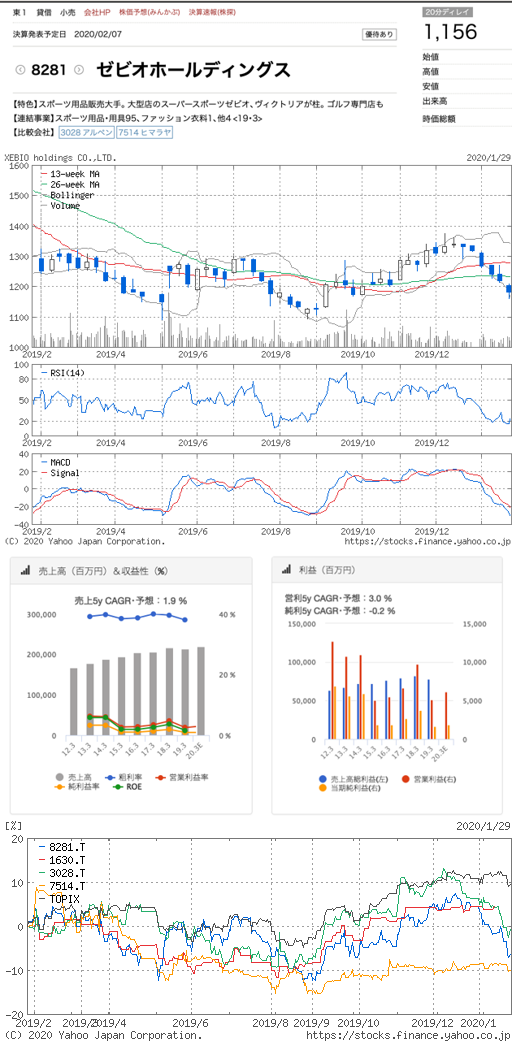 東1 貸借 小売 会社HP 株価予想(みんかぶ) 決算速報(株探)
20分ディレイ
1,156
決算発表予定日 2020/02/07
優待あり
8281 ゼビオホールディングス
始値
高値
安値
出来高
時価総額
【特色】スポーツ用品販売大手。大型店のスーパースポーツゼビオ、ヴィクトリアが柱。ゴルフ専門店も
【連結事業】スポーツ用品・用具95、ファッション衣料1、他4 <19・3>
【比較会社】 3028 アルペン 7514 ヒマラヤ
XEBIO holdings CO.,LTD. 2020/1/29
1600
1500
1400
1300
1200
1100
1000
13-week MA
26-week MA
Bollinger
Volume
2019/2 2019/4 2019/6 2019/8 2019/10 2019/12
100
80
60
40
20
0
RSI(14)
2019/2 2019/4 2019/6 2019/8 2019/10 2019/12
40
20
0
-20
-40
MACD
Signal
2019/2 2019/4 2019/6 2019/8 2019/10 2019/12
(C) 2020 Yahoo Japan Corporation. https://stocks.finance.yahoo.co.jp
売上高（百万円）＆収益性（%）
売上5y CAGR・予想：1.9 %
300,000
200,000
100,000
0
40 %
20 %
0 %
12.3 13.3 14.3 15.3 16.3 17.3 18.3 19.3 20.3E
売上高 粗利率 営業利益率
純利益率 ROE
利益（百万円）
営利5y CAGR・予想：3.0 %
純利5y CAGR・予想：-0.2 %
150,000
100,000
50,000
0
15,000
10,000
5,000
0
12.3 13.3 14.3 15.3 16.3 17.3 18.3 19.3 20.3E
売上高総利益(左) 営業利益(右)
当期純利益(右)
[%] 2020/1/29
20
10
0
-10
-20
8281.T
1630.T
3028.T
7514.T
TOPIX
2019/2 2019/4 2019/6 2019/8 2019/9 2019/10 2019/12 2020/1
(C) 2020 Yahoo Japan Corporation. https://stocks.finance.yahoo.co.jp